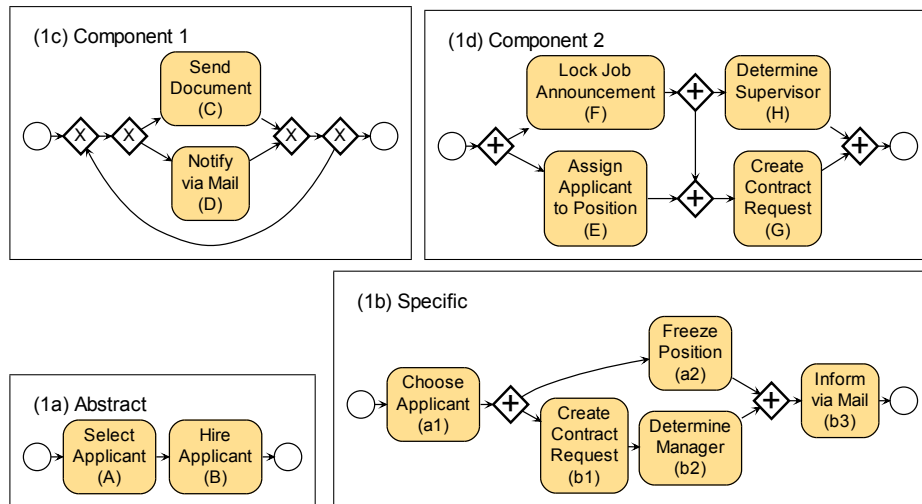 (1c) Component 1
Send
Document
(C)
X
X
X
X
Notify
via Mail
(D)
(1d) Component 2
Lock Job
Announcement
(F)
+
Determine
Supervisor
(H)
+
+
Assign
Applicant
to Position
(E)
+
Create
Contract
Request
(G)
(1b) Specific
Freeze
Position
(a2)
Choose
Applicant
(a1)
+
+
Inform
via Mail
(b3)
Create
Contract
Request
(b1)
Determine
Manager
(b2)
(1a) Abstract
Select
Applicant
(A)
Hire
Applicant
(B)